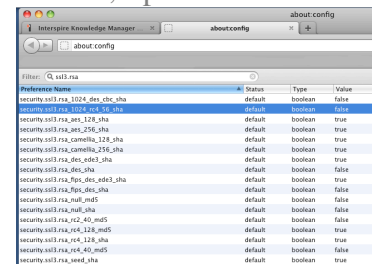 about:config
Interspire Knowledge Manager ... × about:config × +
about:config
Filter: ssl3.rsa
Preference Name Status Type Value
security.ssl3.rsa_1024_des_cbc_sha default boolean false
security.ssl3.rsa_1024_rc4_56_sha default boolean false
security.ssl3.rsa_aes_128_sha default boolean true
security.ssl3.rsa_aes_256_sha default boolean true
security.ssl3.rsa_camellia_128_sha default boolean true
security.ssl3.rsa_camellia_256_sha default boolean true
security.ssl3.rsa_des_ede3_sha default boolean true
security.ssl3.rsa_des_sha default boolean false
security.ssl3.rsa_fips_des_ede3_sha default boolean true
security.ssl3.rsa_fips_des_sha default boolean false
security.ssl3.rsa_null_md5 default boolean false
security.ssl3.rsa_null_sha default boolean false
security.ssl3.rsa_rc2_40_md5 default boolean false
security.ssl3.rsa_rc4_128_md5 default boolean true
security.ssl3.rsa_rc4_128_sha default boolean true
security.ssl3.rsa_rc4_40_md5 default boolean false
security.ssl3.rsa_seed_sha default boolean true